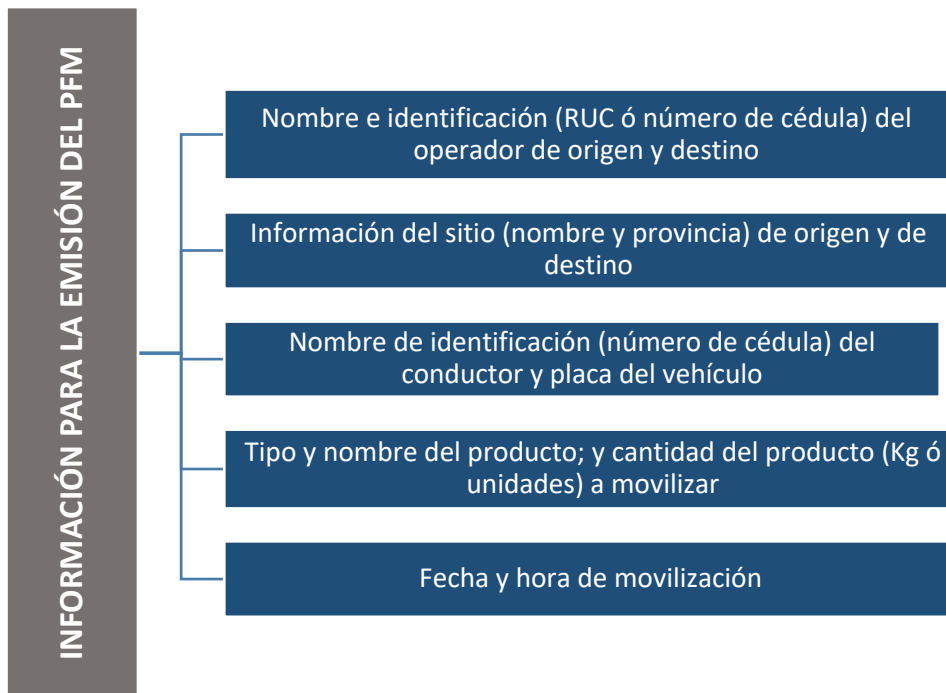 INFORMACIÓN PARA LA EMISIÓN DEL PFM
Nombre e identificación (RUC ó número de cédula) del
operador de origen y destino
Información del sitio (nombre y provincia) de origen y de
destino
Nombre de identificación (número de cédula) del
conductor y placa del vehículo
Tipo y nombre del producto; y cantidad del producto (Kg ó
unidades) a movilizar
Fecha y hora de movilización